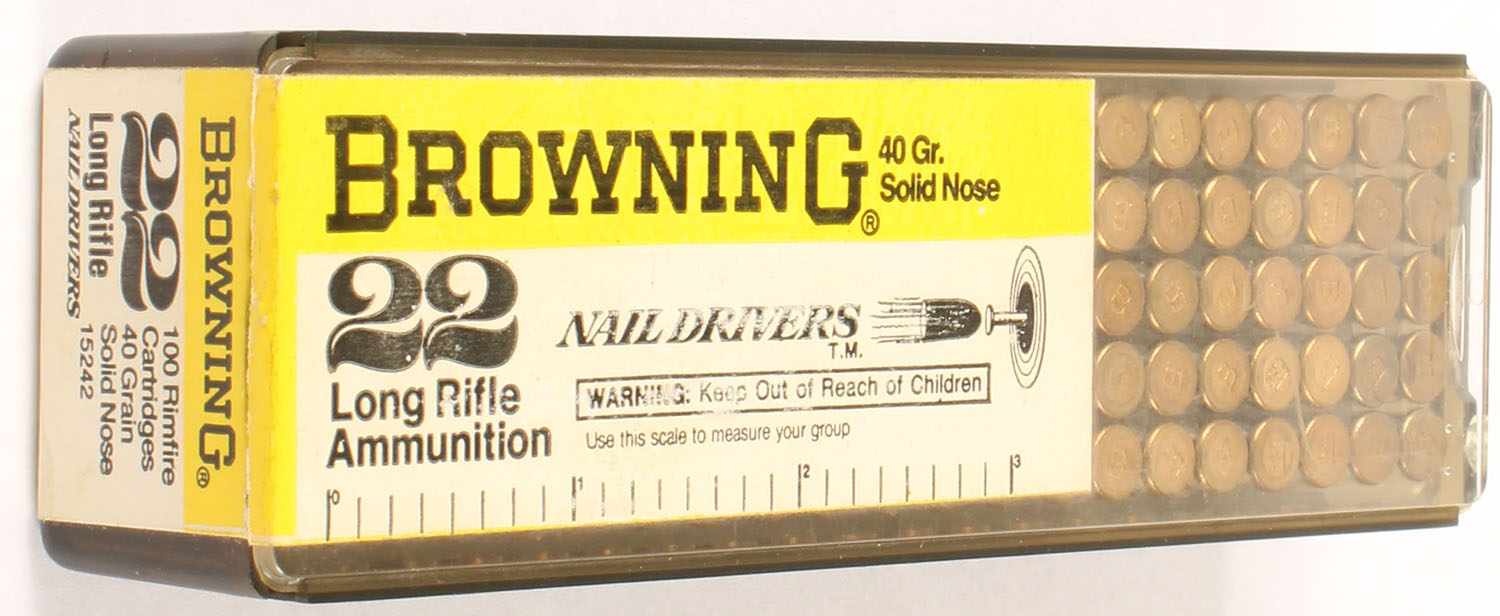 BROWNING®
40 Gr.
Solid Nose
22
Long Rifle
Ammunition
NAIL DRIVERS
T.M.
WARNING: Keep Out of Reach of Children
Use this scale to measure your group
0 1 2 3
BROWNING®
22
Long Rifle
NAIL DRIVERS
100 Rimfire
Cartridges
40 Grain
Solid Nose
15242